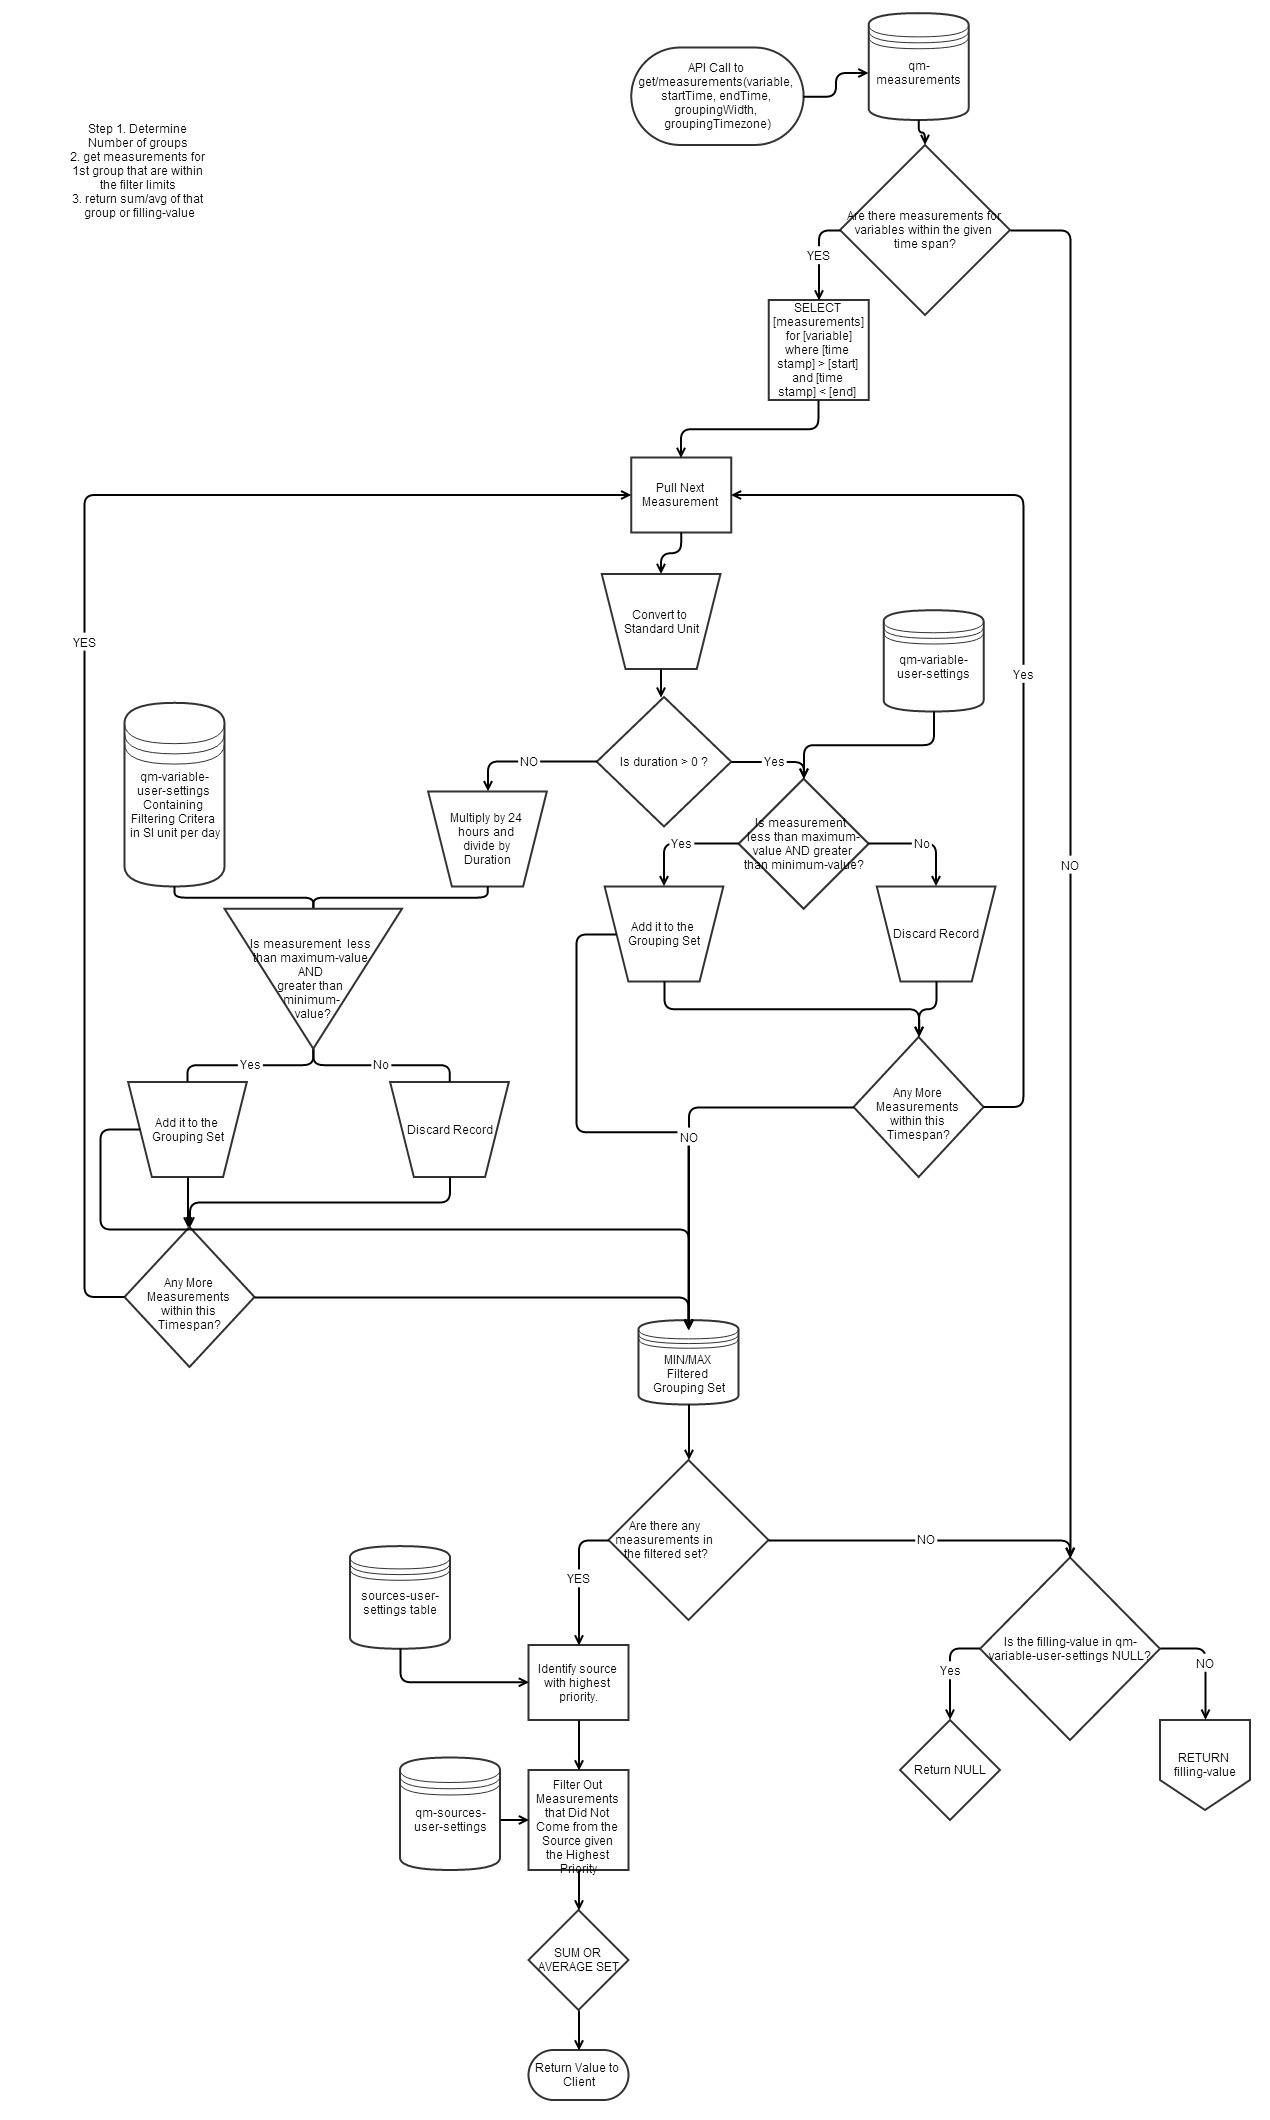 API Call to
get/measurements(variable,
startTime, endTime,
groupingWidth,
groupingTimezone)
qm-
measurements
Step 1. Determine
Number of groups
2. get measurements for
1st group that are within
the filter limits
3. return sum/avg of that
group or filling-value
Are there measurements for
variables within the given
time span?
YES
SELECT
[measurements]
for [variable]
where [time
stamp] > [start]
and [time
stamp] < [end]
Pull Next
Measurement
Convert to
Standard Unit
YES
qm-variable-
user-settings
Yes
qm-variable-
user-settings
Containing
Filtering Critera
in SI unit per day
NO
Is duration > 0 ?
Yes
Multiply by 24
hours and
divide by
Duration
Is measurement
less than maximum-
value AND greater
than minimum-value?
Yes
No
NO
Add it to the
Grouping Set
Discard Record
Is measurement  less
than maximum-value
AND
greater than
minimum-
value?
Yes
No
Add it to the
Grouping Set
Discard Record
Any More
Measurements
within this
Timespan?
NO
Any More
Measurements
within this
Timespan?
MIN/MAX
Filtered
Grouping Set
Are there any
measurements in
the filtered set?
NO
YES
sources-user-
settings table
Identify source
with highest
priority.
Is the filling-value in qm-
variable-user-settings NULL?
Yes
NO
Return NULL
RETURN
filling-value
qm-sources-
user-settings
Filter Out
Measurements
that Did Not
Come from the
Source given
the Highest
Priority
SUM OR
AVERAGE SET
Return Value to
Client